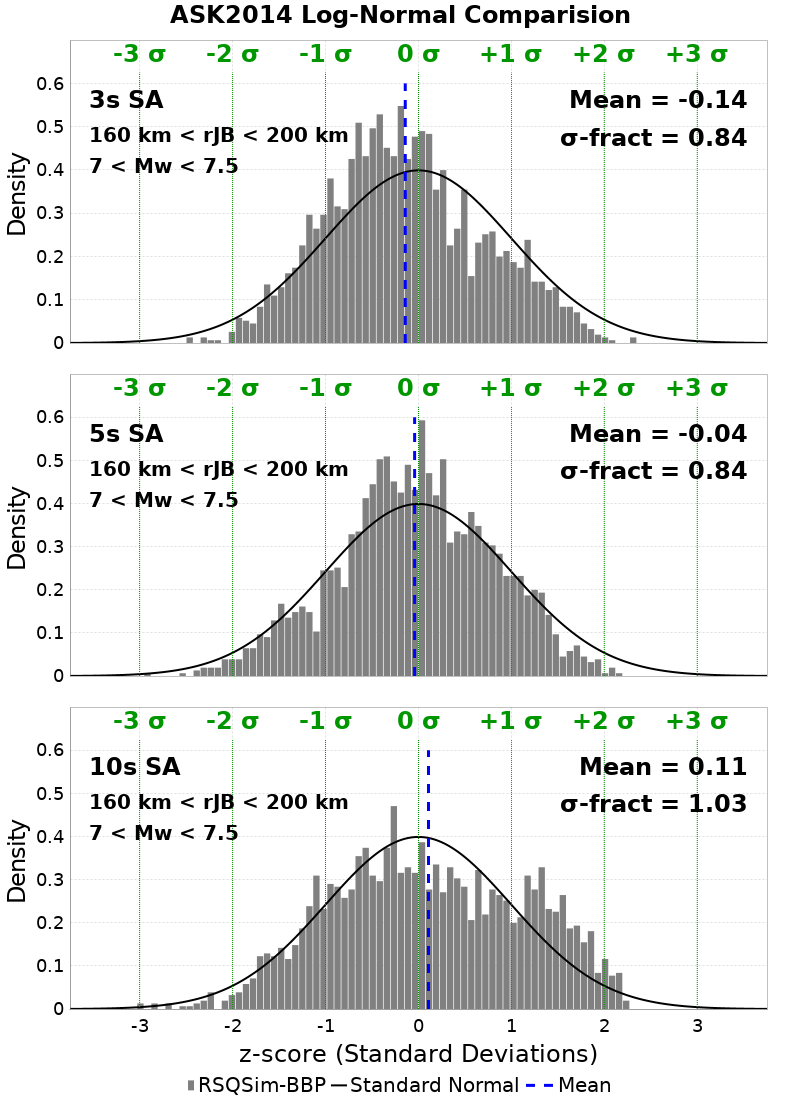 ASK2014 Log-Normal Comparision
-3 σ -2 σ -1 σ 0 σ +1 σ +2 σ +3 σ
0.6
3s SA Mean = -0.14
0.5
160 km < rJB < 200 km σ-fract = 0.84
7 < Mw < 7.5
0.4
0.3
0.2
0.1
0
Density
-3 σ -2 σ -1 σ 0 σ +1 σ +2 σ +3 σ
0.6
5s SA Mean = -0.04
0.5
160 km < rJB < 200 km σ-fract = 0.84
7 < Mw < 7.5
0.4
0.3
0.2
0.1
0
Density
-3 σ -2 σ -1 σ 0 σ +1 σ +2 σ +3 σ
0.6
10s SA Mean = 0.11
0.5
160 km < rJB < 200 km σ-fract = 1.03
7 < Mw < 7.5
0.4
0.3
0.2
0.1
0
Density
-3 -2 -1 0 1 2 3
z-score (Standard Deviations)
RSQSim-BBP Standard Normal Mean